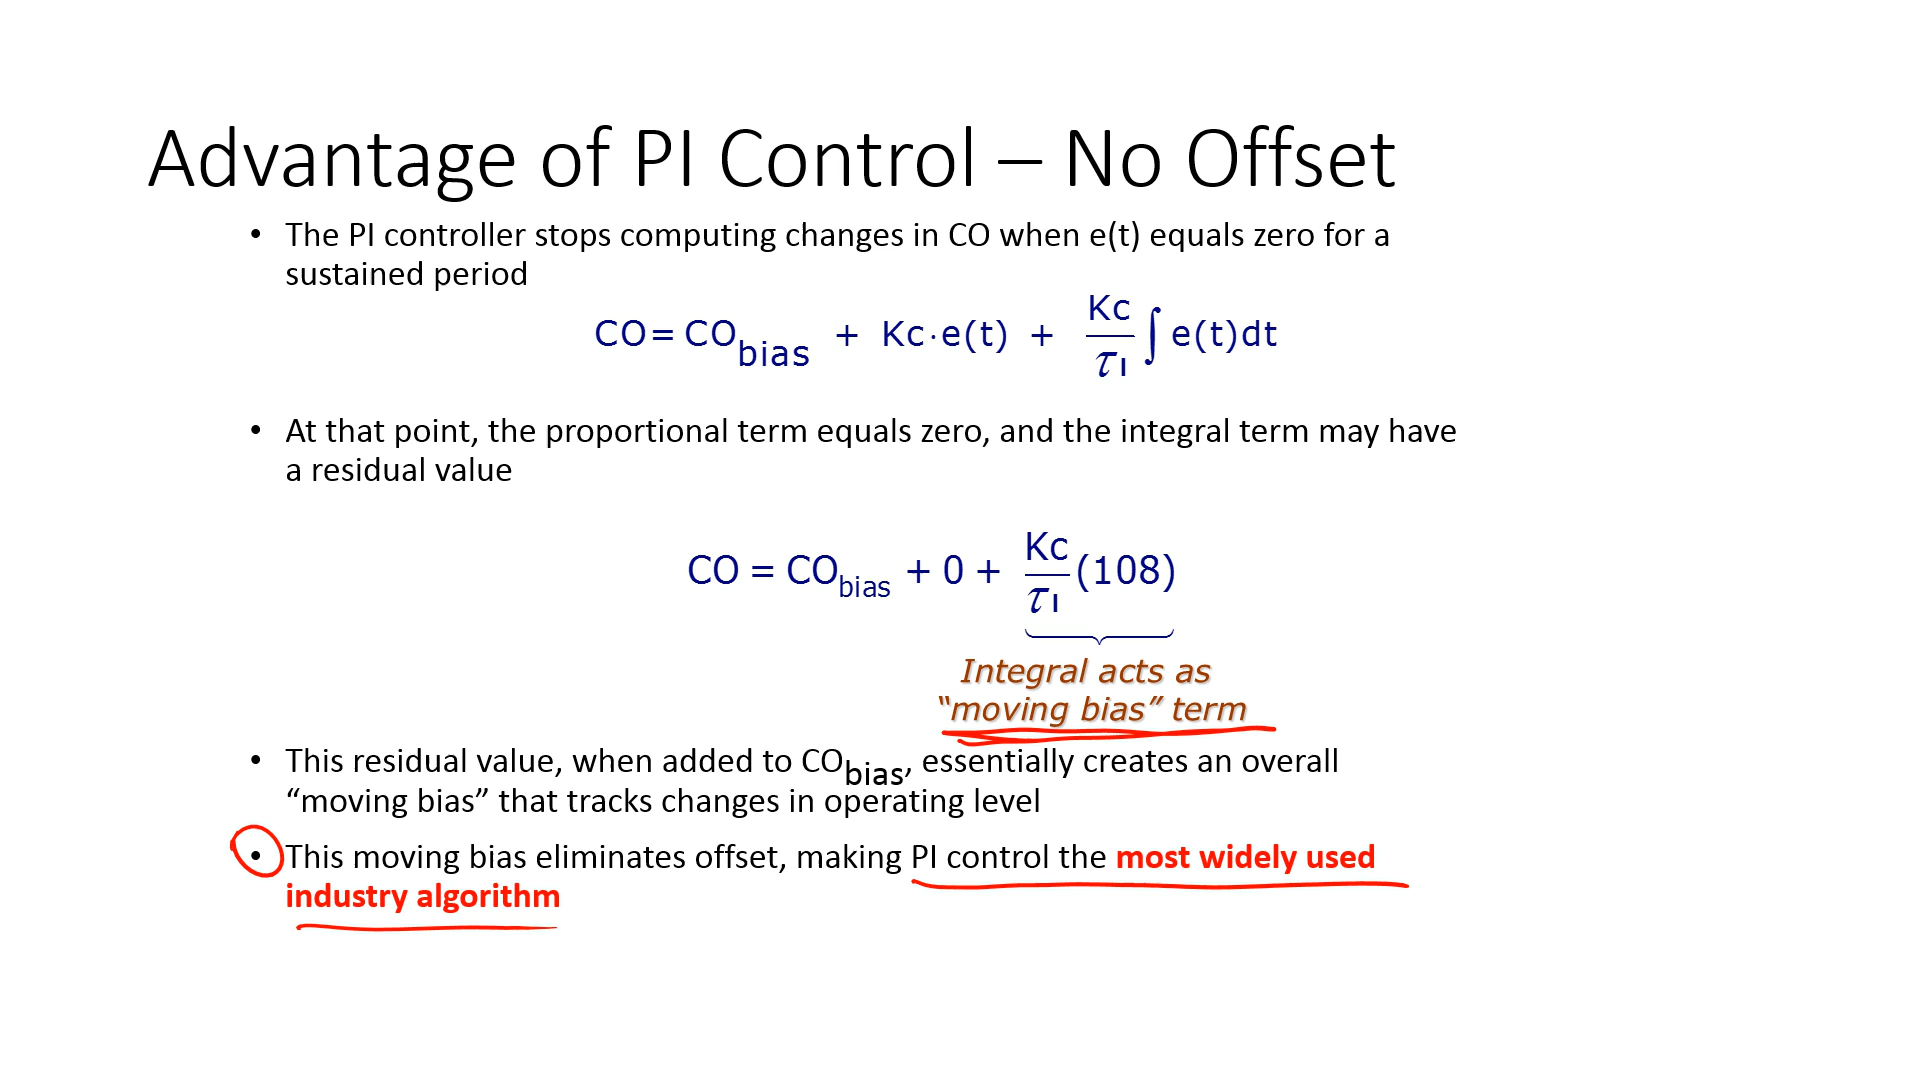 Advantage of PI Control – No Offset
• The PI controller stops computing changes in CO when e(t) equals zero for a
sustained period
CO= CO_bias + Kc·e(t) + Kc/τI ∫ e(t)dt
• At that point, the proportional term equals zero, and the integral term may have
a residual value
CO = CO_bias + 0 + Kc/τI (108)
Integral acts as
“moving bias” term
• This residual value, when added to CO_bias, essentially creates an overall
“moving bias” that tracks changes in operating level
• This moving bias eliminates offset, making PI control the most widely used
industry algorithm